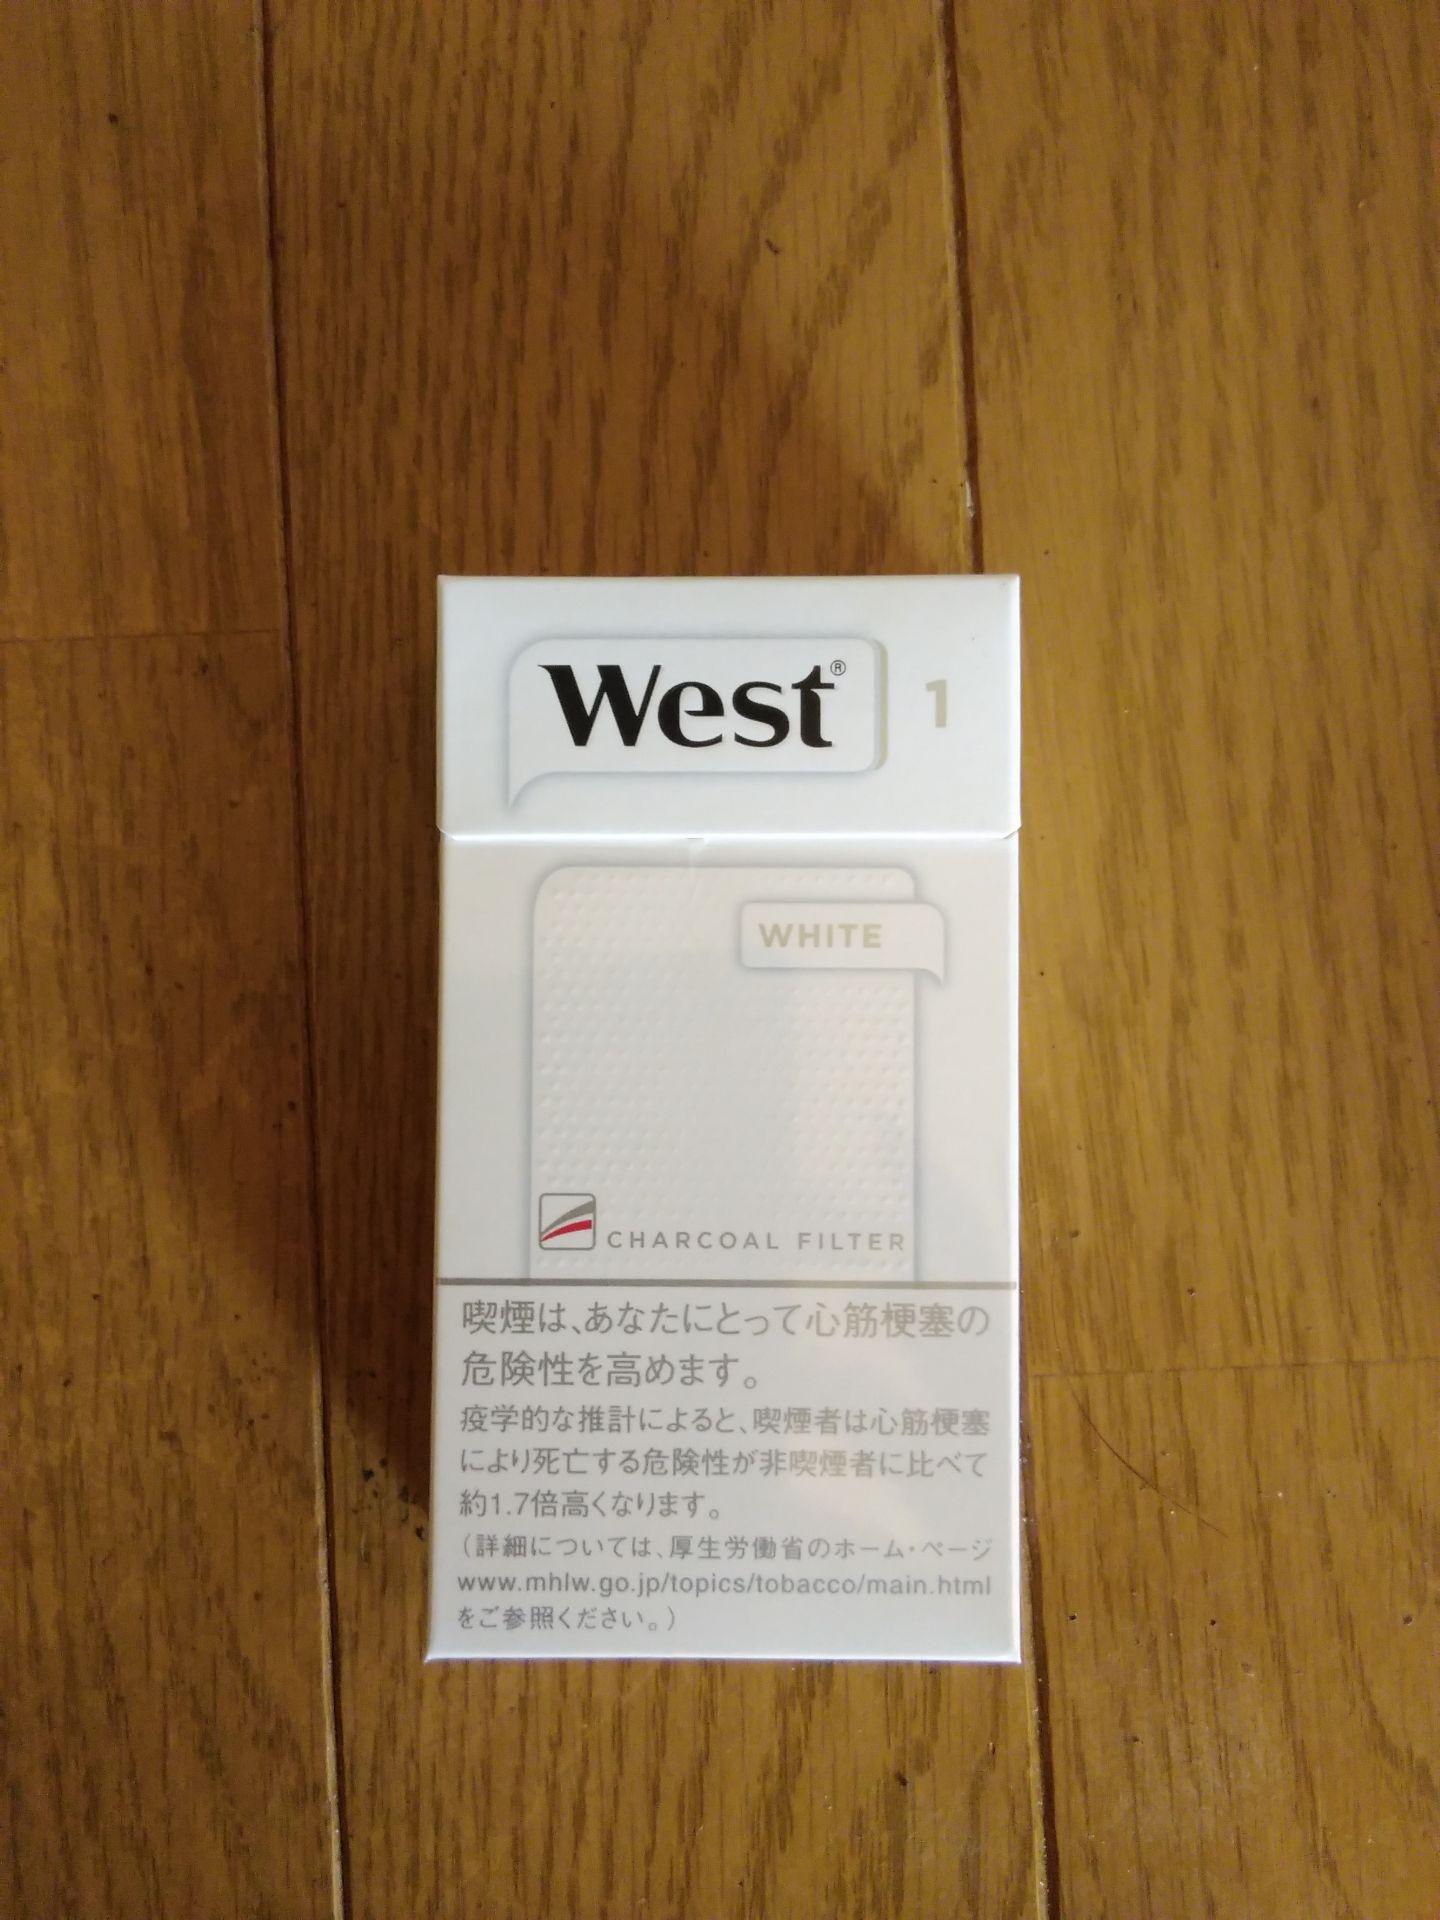 West®
1
WHITE
CHARCOAL FILTER
喫煙は、あなたにとって心筋梗塞の
危険性を高めます。
疫学的な推計によると、喫煙者は心筋梗塞
により死亡する危険性が非喫煙者に比べて
約1.7倍高くなります。
（詳細については、厚生労働省のホーム・ページ
www.mhlw.go.jp/topics/tobacco/main.html
をご参照ください。）